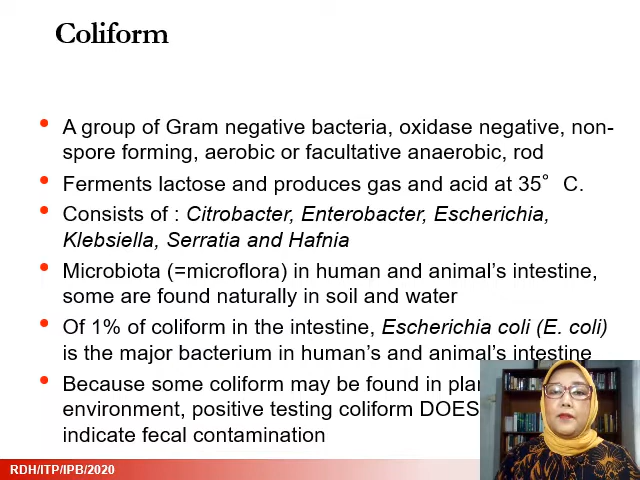 Coliform
• A group of Gram negative bacteria, oxidase negative, non-
spore forming, aerobic or facultative anaerobic, rod
• Ferments lactose and produces gas and acid at 35° C.
• Consists of : Citrobacter, Enterobacter, Escherichia,
Klebsiella, Serratia and Hafnia
• Microbiota (=microflora) in human and animal’s intestine,
some are found naturally in soil and water
• Of 1% of coliform in the intestine, Escherichia coli (E. coli)
is the major bacterium in human’s and animal’s intestine
• Because some coliform may be found in
environment, positive testing coliform DOES
indicate fecal contamination
RDH/ITP/IPB/2020